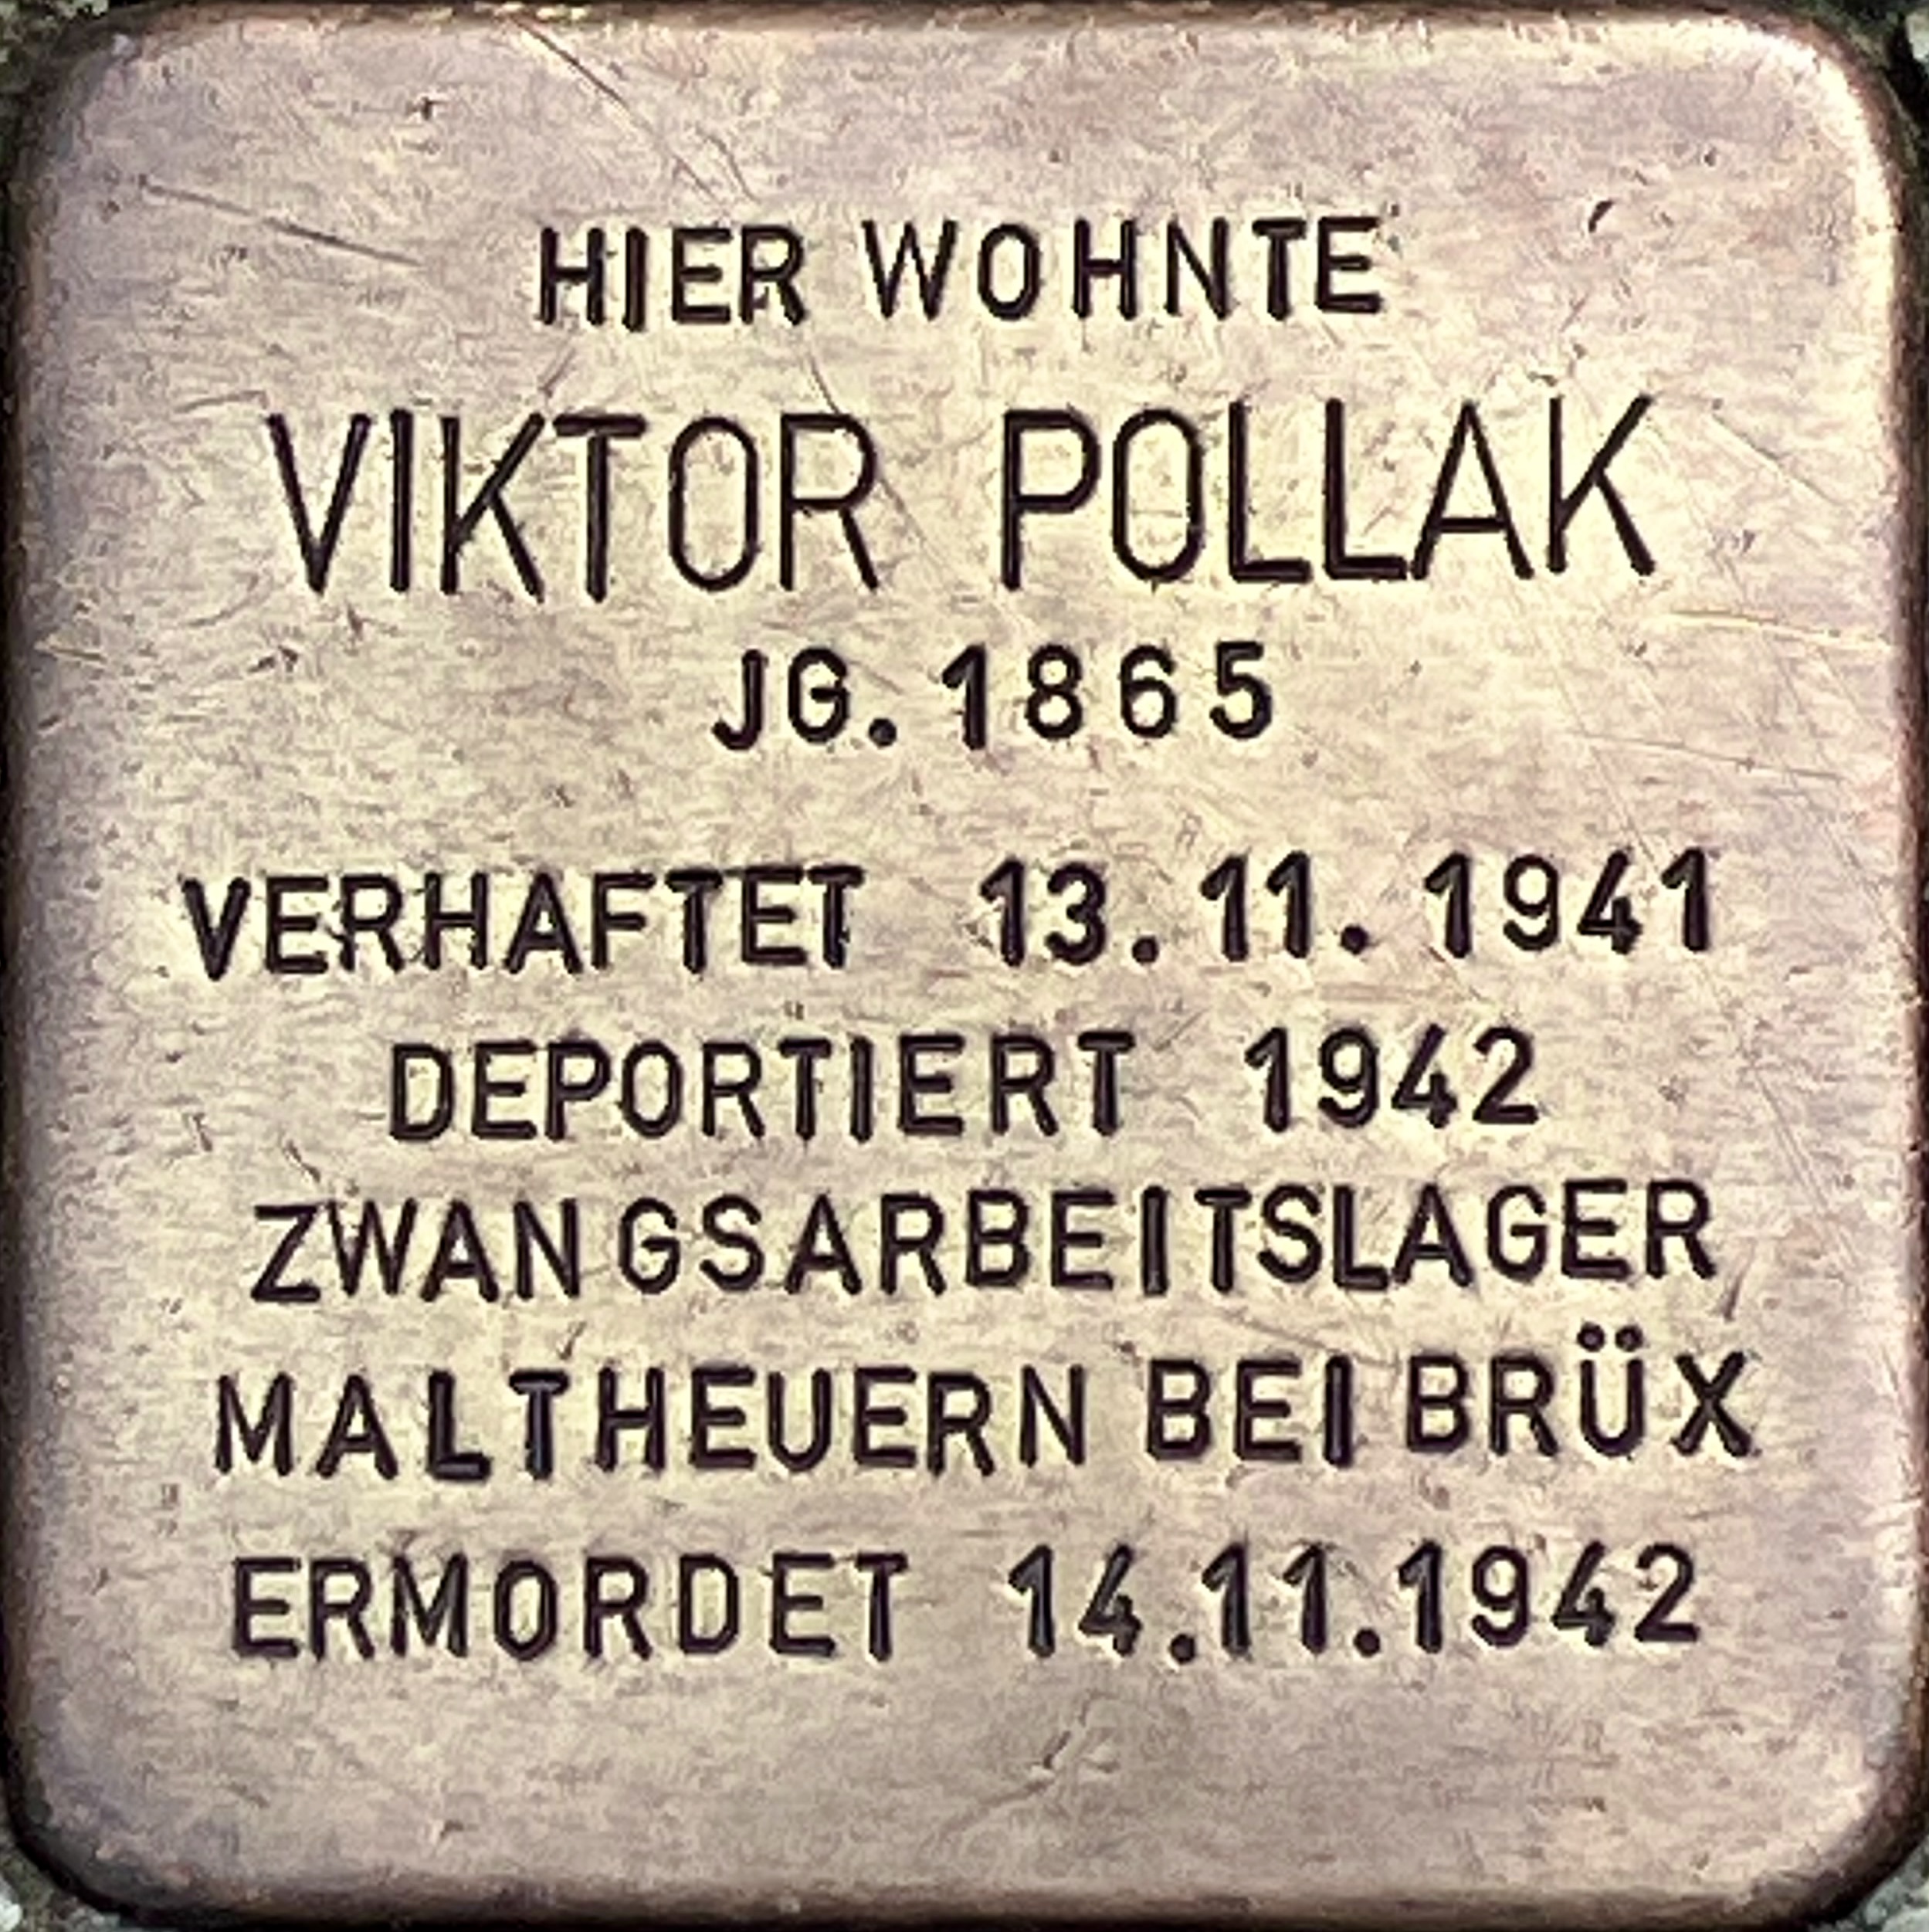 HIER WOHNTE
VIKTOR POLLAK
JG. 1865
VERHAFTET 13.11.1941
DEPORTIERT 1942
ZWANGSARBEITSLAGER
MALTHEUERN BEI BRÜX
ERMORDET 14.11.1942